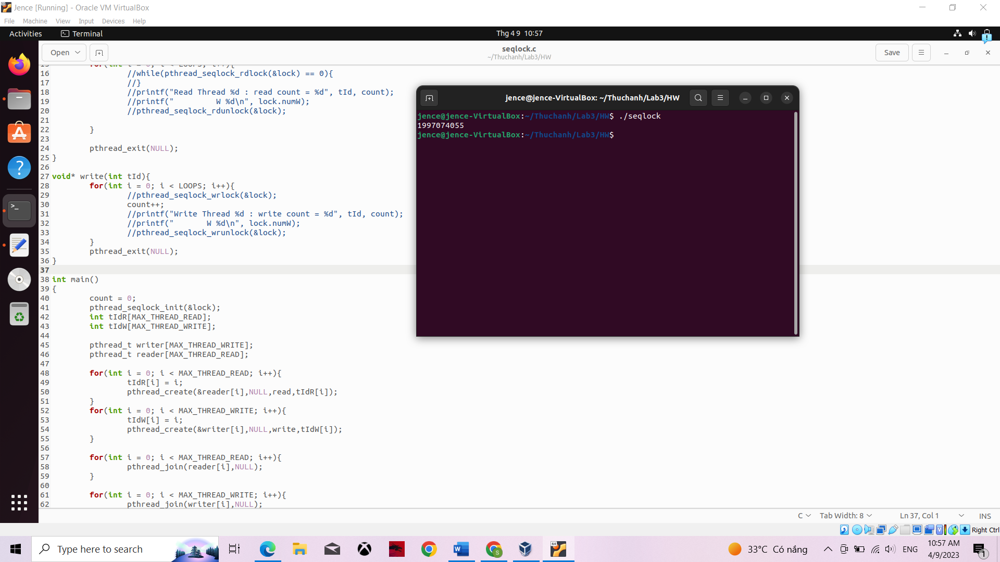 Jence [Running] - Oracle VM VirtualBox
File Machine View Input Devices Help
Activities Terminal Thg 4 9 10:57
Open seqlock.c Save
~/Thuchanh/Lab3/HW
16 //while(pthread_seqlock_rdlock(&lock) == 0){
17 //}
18 //printf("Read Thread %d : read count = %d", tId, count);
19 //printf("         W %d\n", lock.numW);
20 //pthread_seqlock_rdunlock(&lock);
21
22 }
23
24 pthread_exit(NULL);
25 }
26
27 void* write(int tId){
28 for(int i = 0; i < LOOPS; i++){
29 //pthread_seqlock_wrlock(&lock);
30 count++;
31 //printf("Write Thread %d : write count = %d", tId, count);
32 //printf("       W %d\n", lock.numW);
33 //pthread_seqlock_wrunlock(&lock);
34 }
35 pthread_exit(NULL);
36 }
37
38 int main()
39 {
40 count = 0;
41 pthread_seqlock_init(&lock);
42 int tIdR[MAX_THREAD_READ];
43 int tIdW[MAX_THREAD_WRITE];
44
45 pthread_t writer[MAX_THREAD_WRITE];
46 pthread_t reader[MAX_THREAD_READ];
47
48 for(int i = 0; i < MAX_THREAD_READ; i++){
49 tIdR[i] = i;
50 pthread_create(&reader[i],NULL,read,tIdR[i]);
51 }
52 for(int i = 0; i < MAX_THREAD_WRITE; i++){
53 tIdW[i] = i;
54 pthread_create(&writer[i],NULL,write,tIdW[i]);
55 }
56
57 for(int i = 0; i < MAX_THREAD_READ; i++){
58 pthread_join(reader[i],NULL);
59 }
60
61 for(int i = 0; i < MAX_THREAD_WRITE; i++){
62 pthread_join(writer[i],NULL);
jence@jence-VirtualBox: ~/Thuchanh/Lab3/HW
jence@jence-VirtualBox:~/Thuchanh/Lab3/HW$ ./seqlock
1997074055
jence@jence-VirtualBox:~/Thuchanh/Lab3/HW$
C Tab Width: 8 Ln 37, Col 1 INS
Right Ctrl
Type here to search 33°C Có nắng ENG 10:57 AM
4/9/2023 1